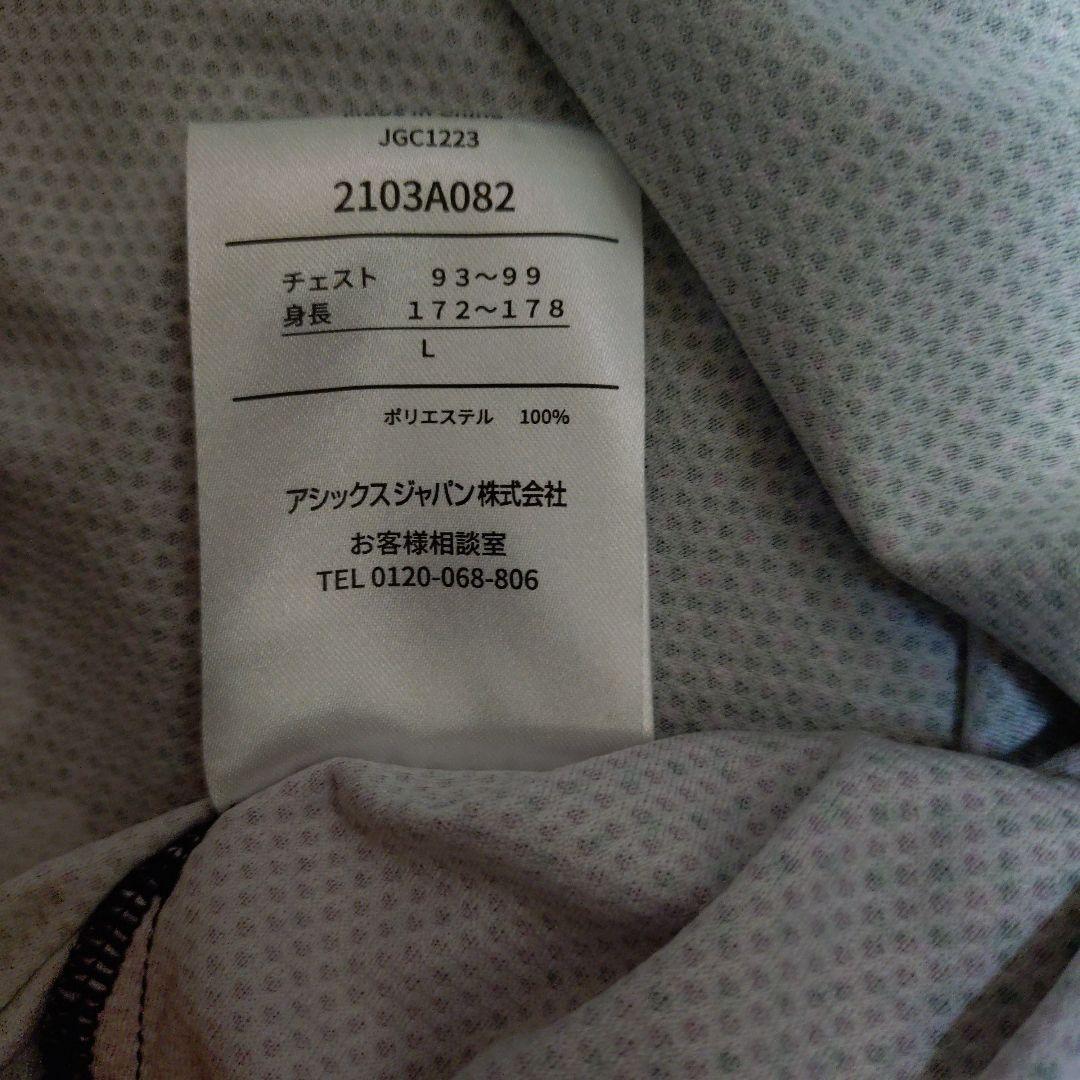 JGC1223
2103A082
チェスト　９３～９９
身長　１７２～１７８
L
ポリエステル　100%
アシックスジャパン株式会社
お客様相談室
TEL 0120-068-806